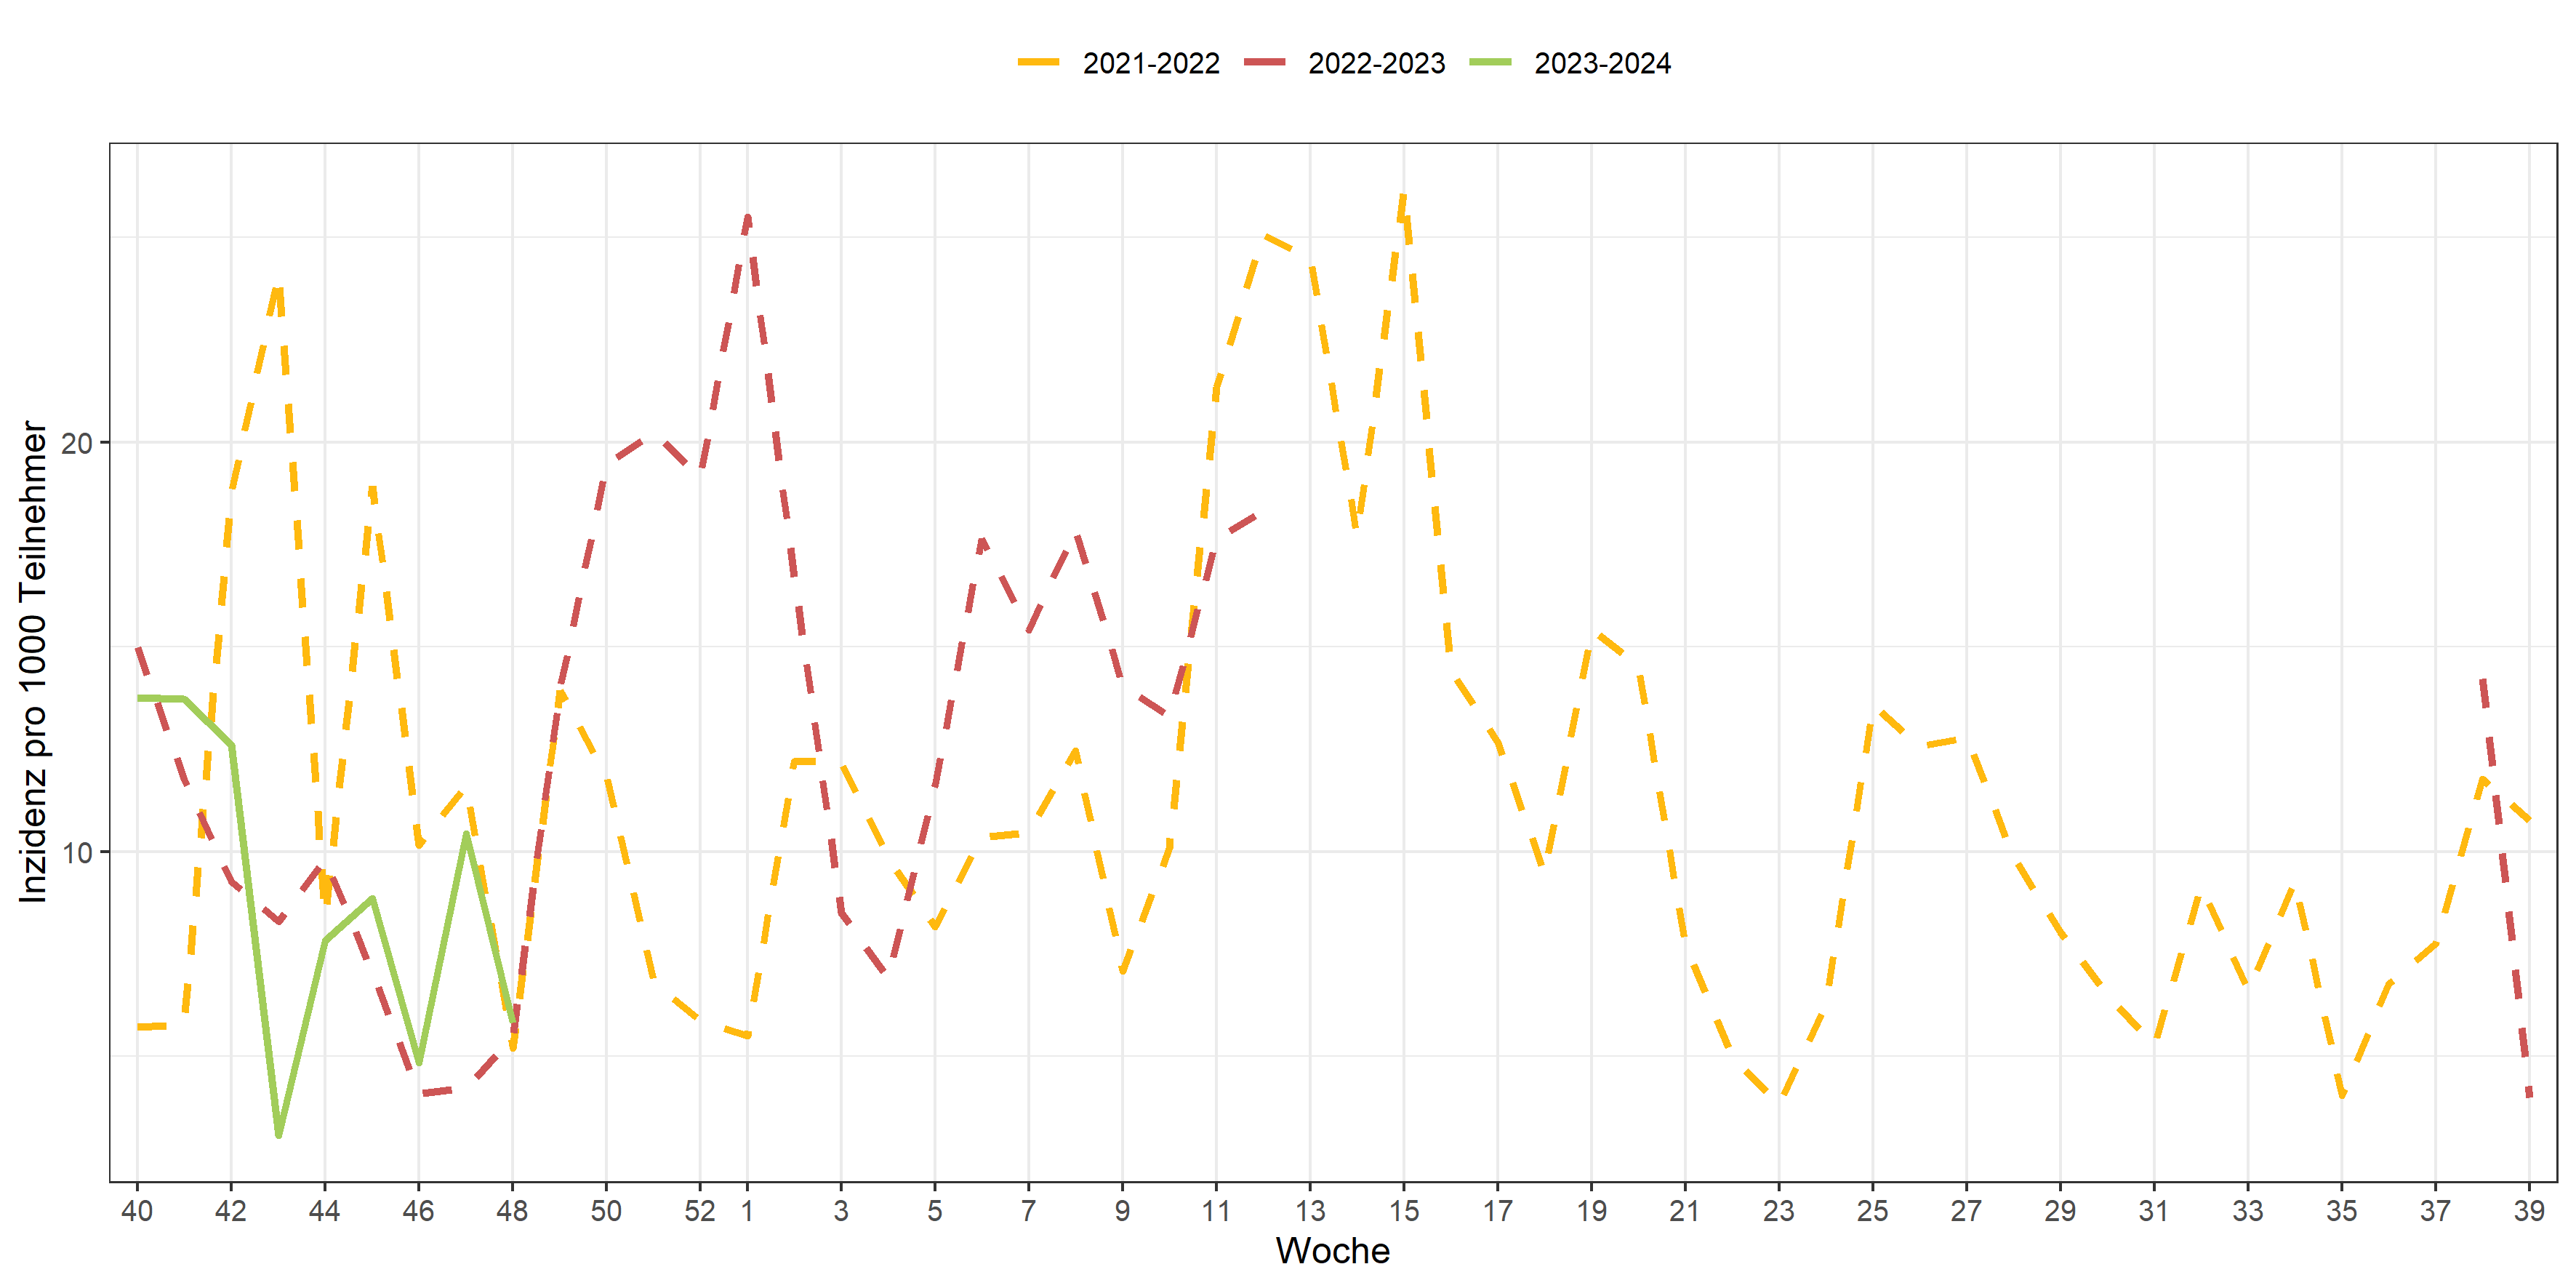 2021-2022 2022-2023 2023-2024
Inzidenz pro 1000 Teilnehmer
20
10
40 42 44 46 48 50 52 1 3 5 7 9 11 13 15 17 19 21 23 25 27 29 31 33 35 37 39
Woche